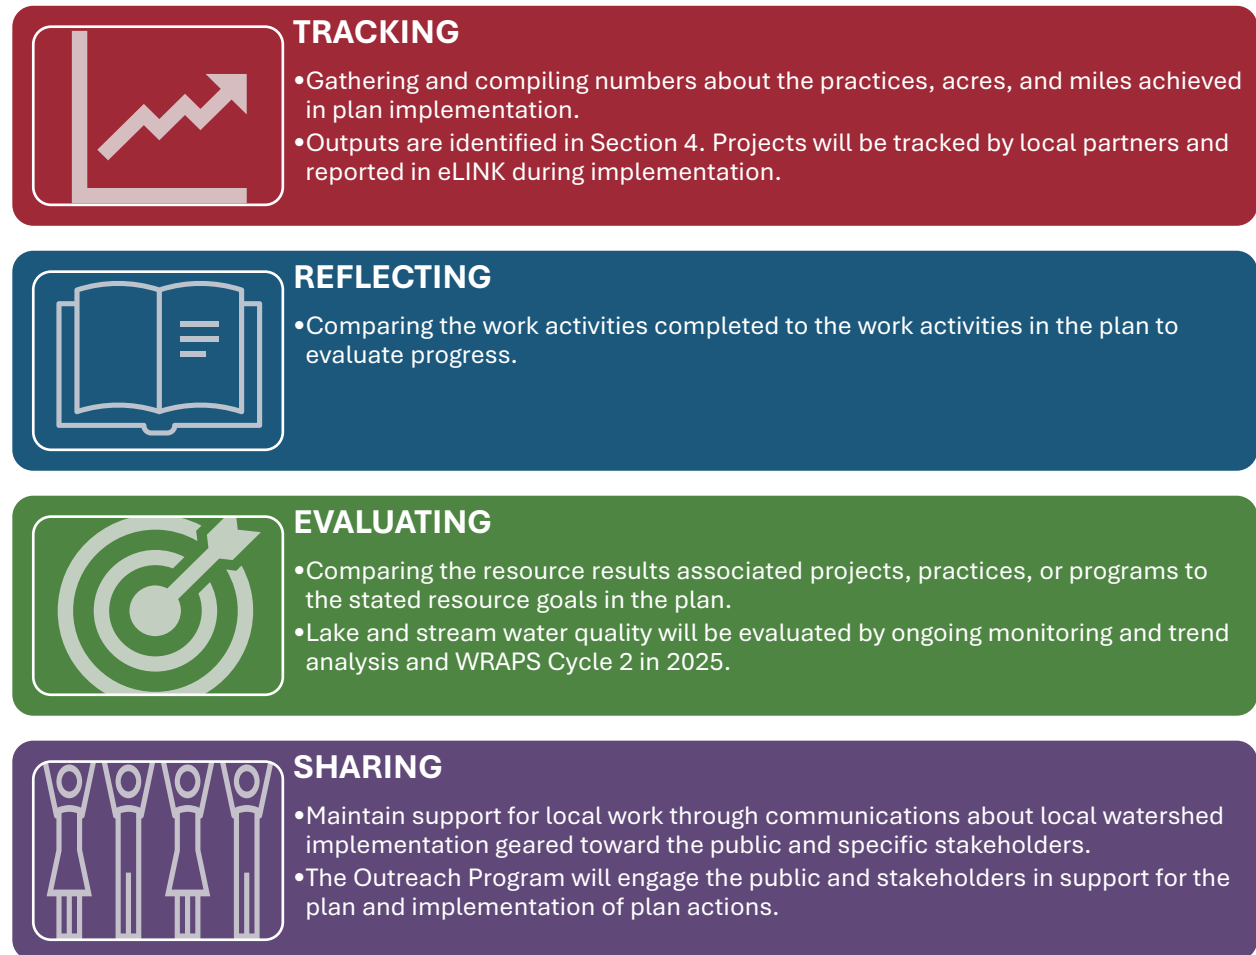 TRACKING
•Gathering and compiling numbers about the practices, acres, and miles achieved
in plan implementation.
•Outputs are identified in Section 4. Projects will be tracked by local partners and
reported in eLINK during implementation.
REFLECTING
•Comparing the work activities completed to the work activities in the plan to
evaluate progress.
EVALUATING
•Comparing the resource results associated projects, practices, or programs to
the stated resource goals in the plan.
•Lake and stream water quality will be evaluated by ongoing monitoring and trend
analysis and WRAPS Cycle 2 in 2025.
SHARING
•Maintain support for local work through communications about local watershed
implementation geared toward the public and specific stakeholders.
•The Outreach Program will engage the public and stakeholders in support for the
plan and implementation of plan actions.